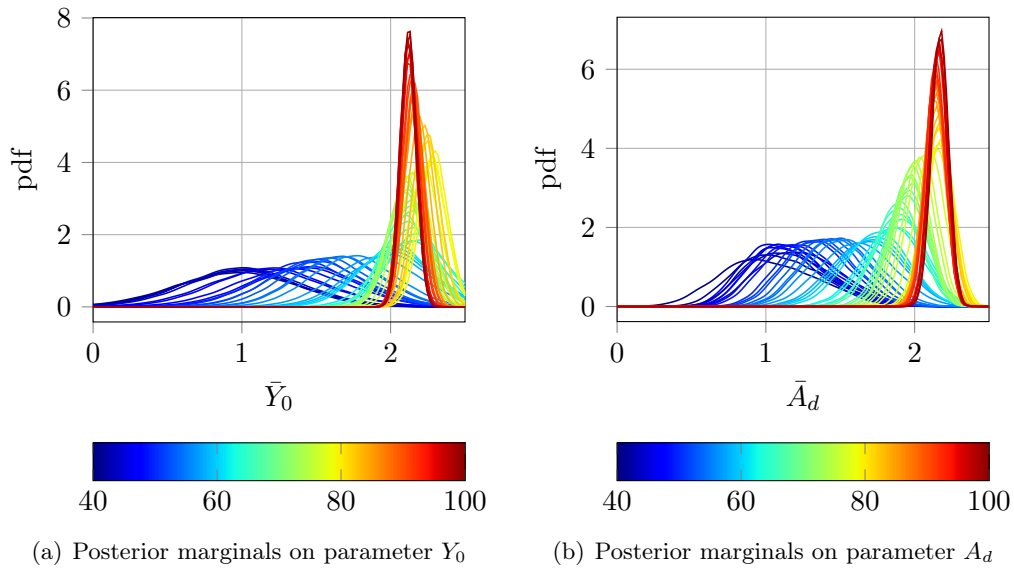 8
6
4
2
0
pdf
0 1 2
Ȳ₀
6
4
2
0
pdf
0 1 2
Ā_d
40 60 80 100
40 60 80 100
(a) Posterior marginals on parameter Y₀
(b) Posterior marginals on parameter A_d